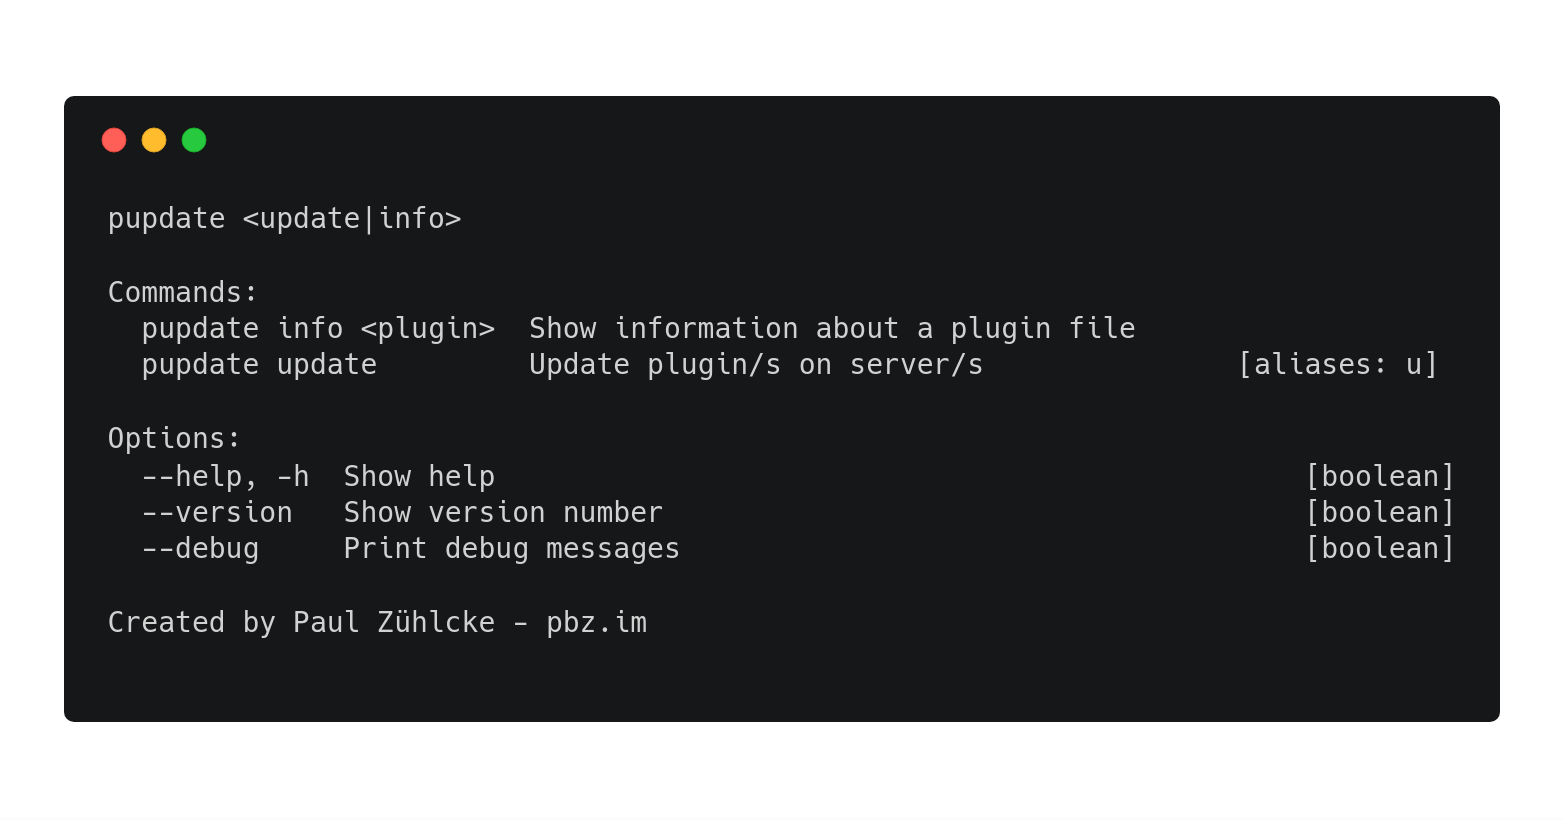 pupdate <update|info>
Commands:
pupdate info <plugin>  Show information about a plugin file
pupdate update         Update plugin/s on server/s               [aliases: u]
Options:
--help, -h  Show help                                                [boolean]
--version   Show version number                                      [boolean]
--debug     Print debug messages                                     [boolean]
Created by Paul Zühlcke - pbz.im